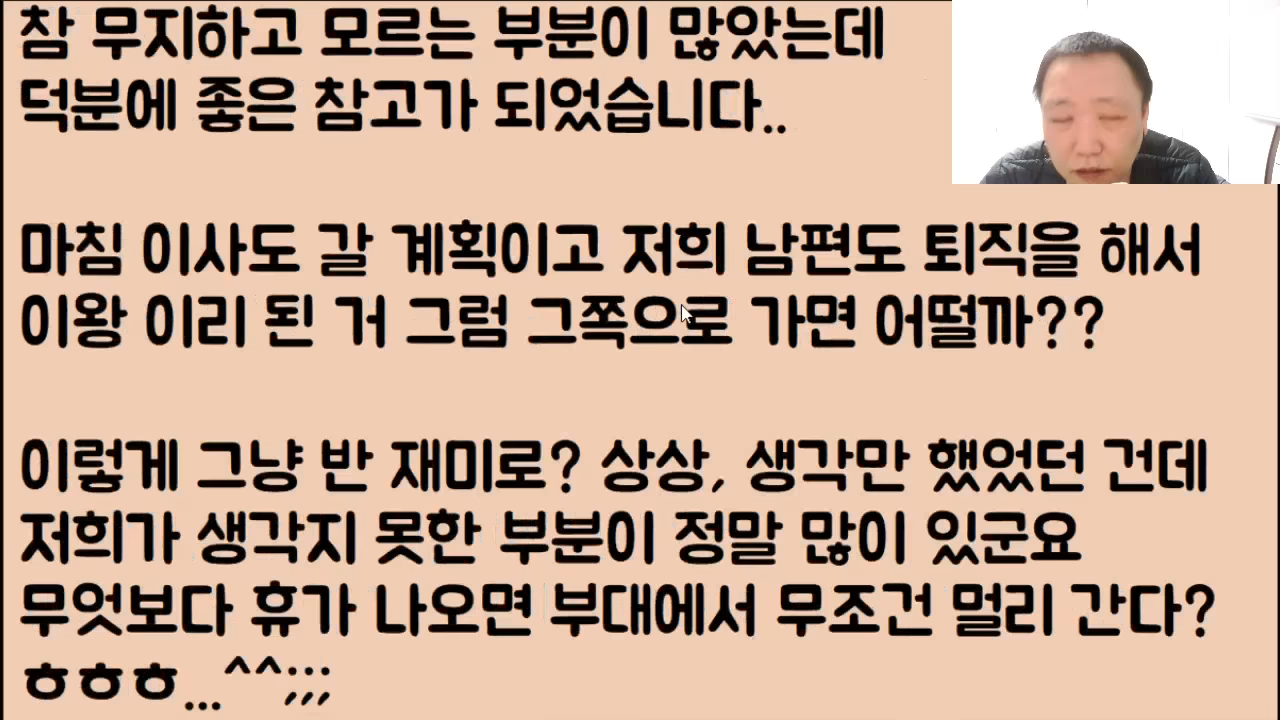 참 무지하고 모르는 부분이 많았는데
덕분에 좋은 참고가 되었습니다..
마침 이사도 갈 계획이고 저희 남편도 퇴직을 해서
이왕 이리 된 거 그럼 그쪽으로 가면 어떨까??
이렇게 그냥 반 재미로? 상상, 생각만 했었던 건데
저희가 생각지 못한 부분이 정말 많이 있군요
무엇보다 휴가 나오면 부대에서 무조건 멀리 간다?
ㅎㅎㅎ...^^;;;